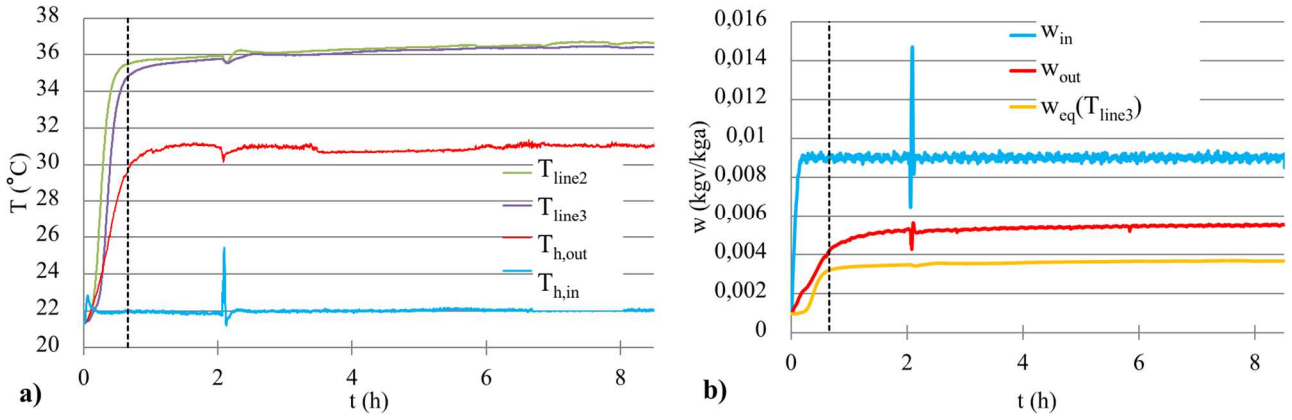 38
36
34
32
30
28
26
24
22
20
T (°C)
T_line2
T_line3
T_h,out
T_h,in
0
2
4
6
8
t (h)
a)
0,016
0,014
0,012
0,01
0,008
0,006
0,004
0,002
0
w (kgv/kga)
w_in
w_out
w_eq(T_line3)
0
2
4
6
8
t (h)
b)